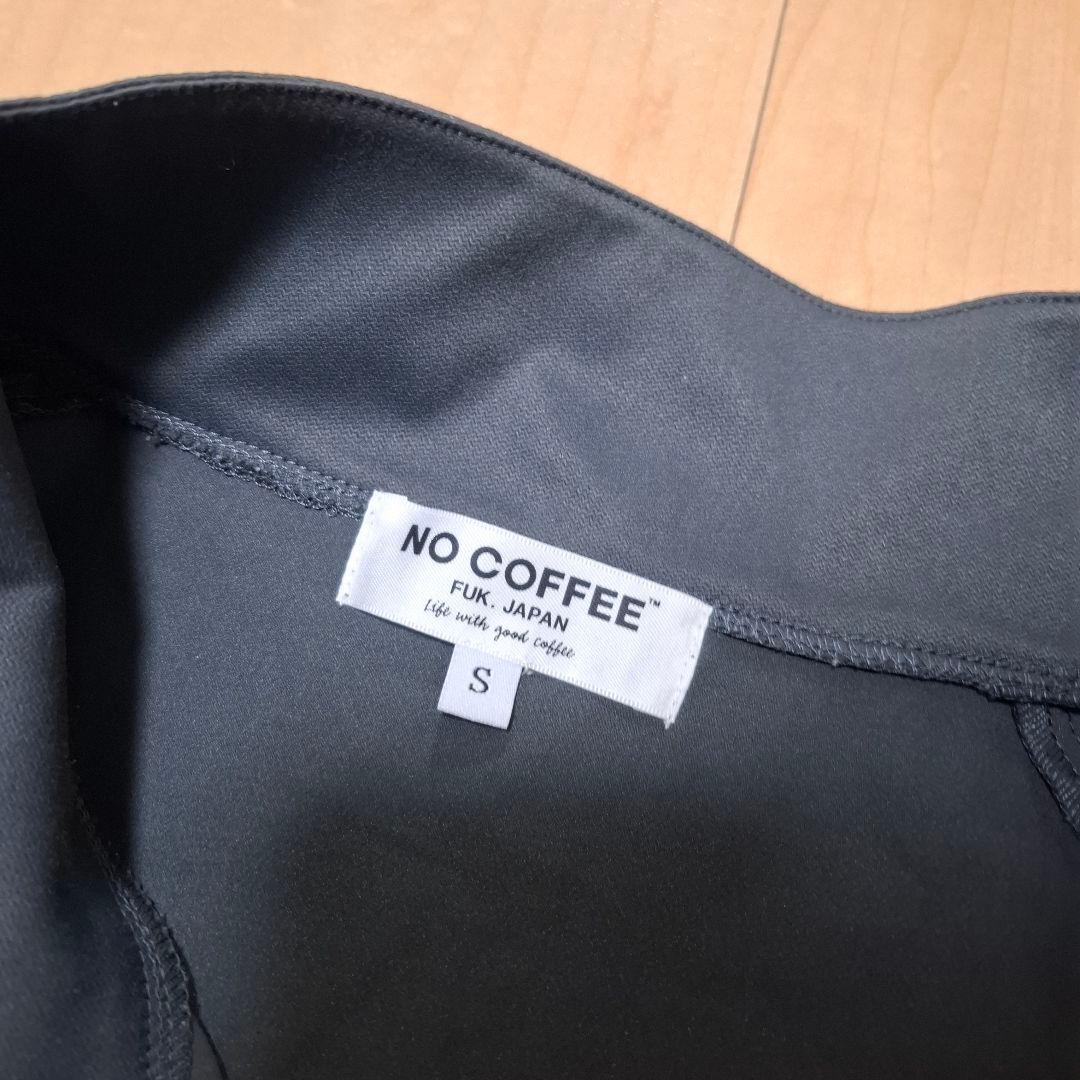 NO COFFEE™
FUK. JAPAN
Life with good coffee
S